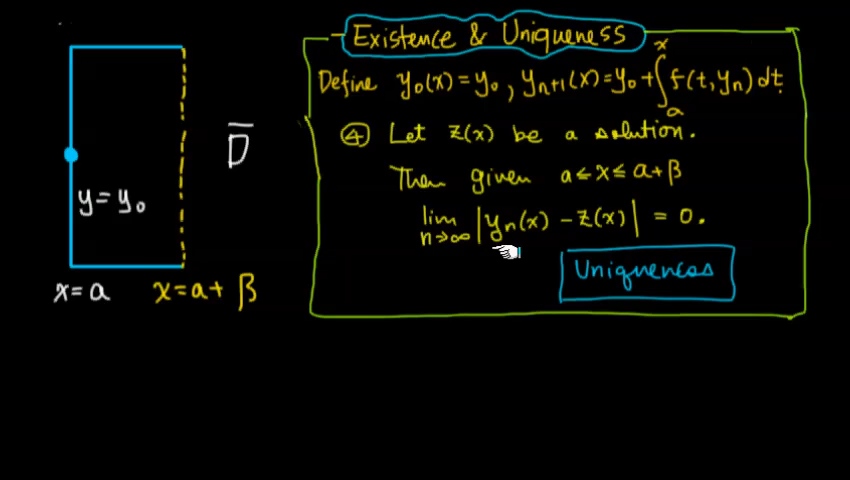 Existence & Uniqueness
Define y₀(x)=y₀, yₙ₊₁(x)=y₀+∫ₐˣ f(t,yₙ)dt
④ Let z(x) be a solution.
Then given a≤x≤a+β
lim n→∞ |yₙ(x) - z(x)| = 0.
Uniqueness
D̅
y=y₀
x=a
x=a+β